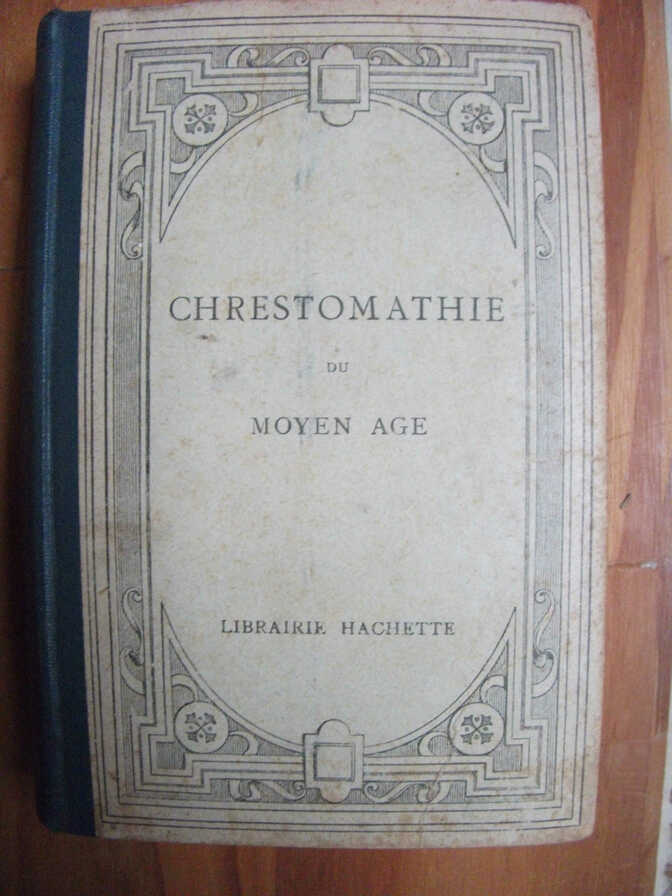 CHRESTOMATHIE
DU
MOYEN AGE
LIBRAIRIE HACHETTE